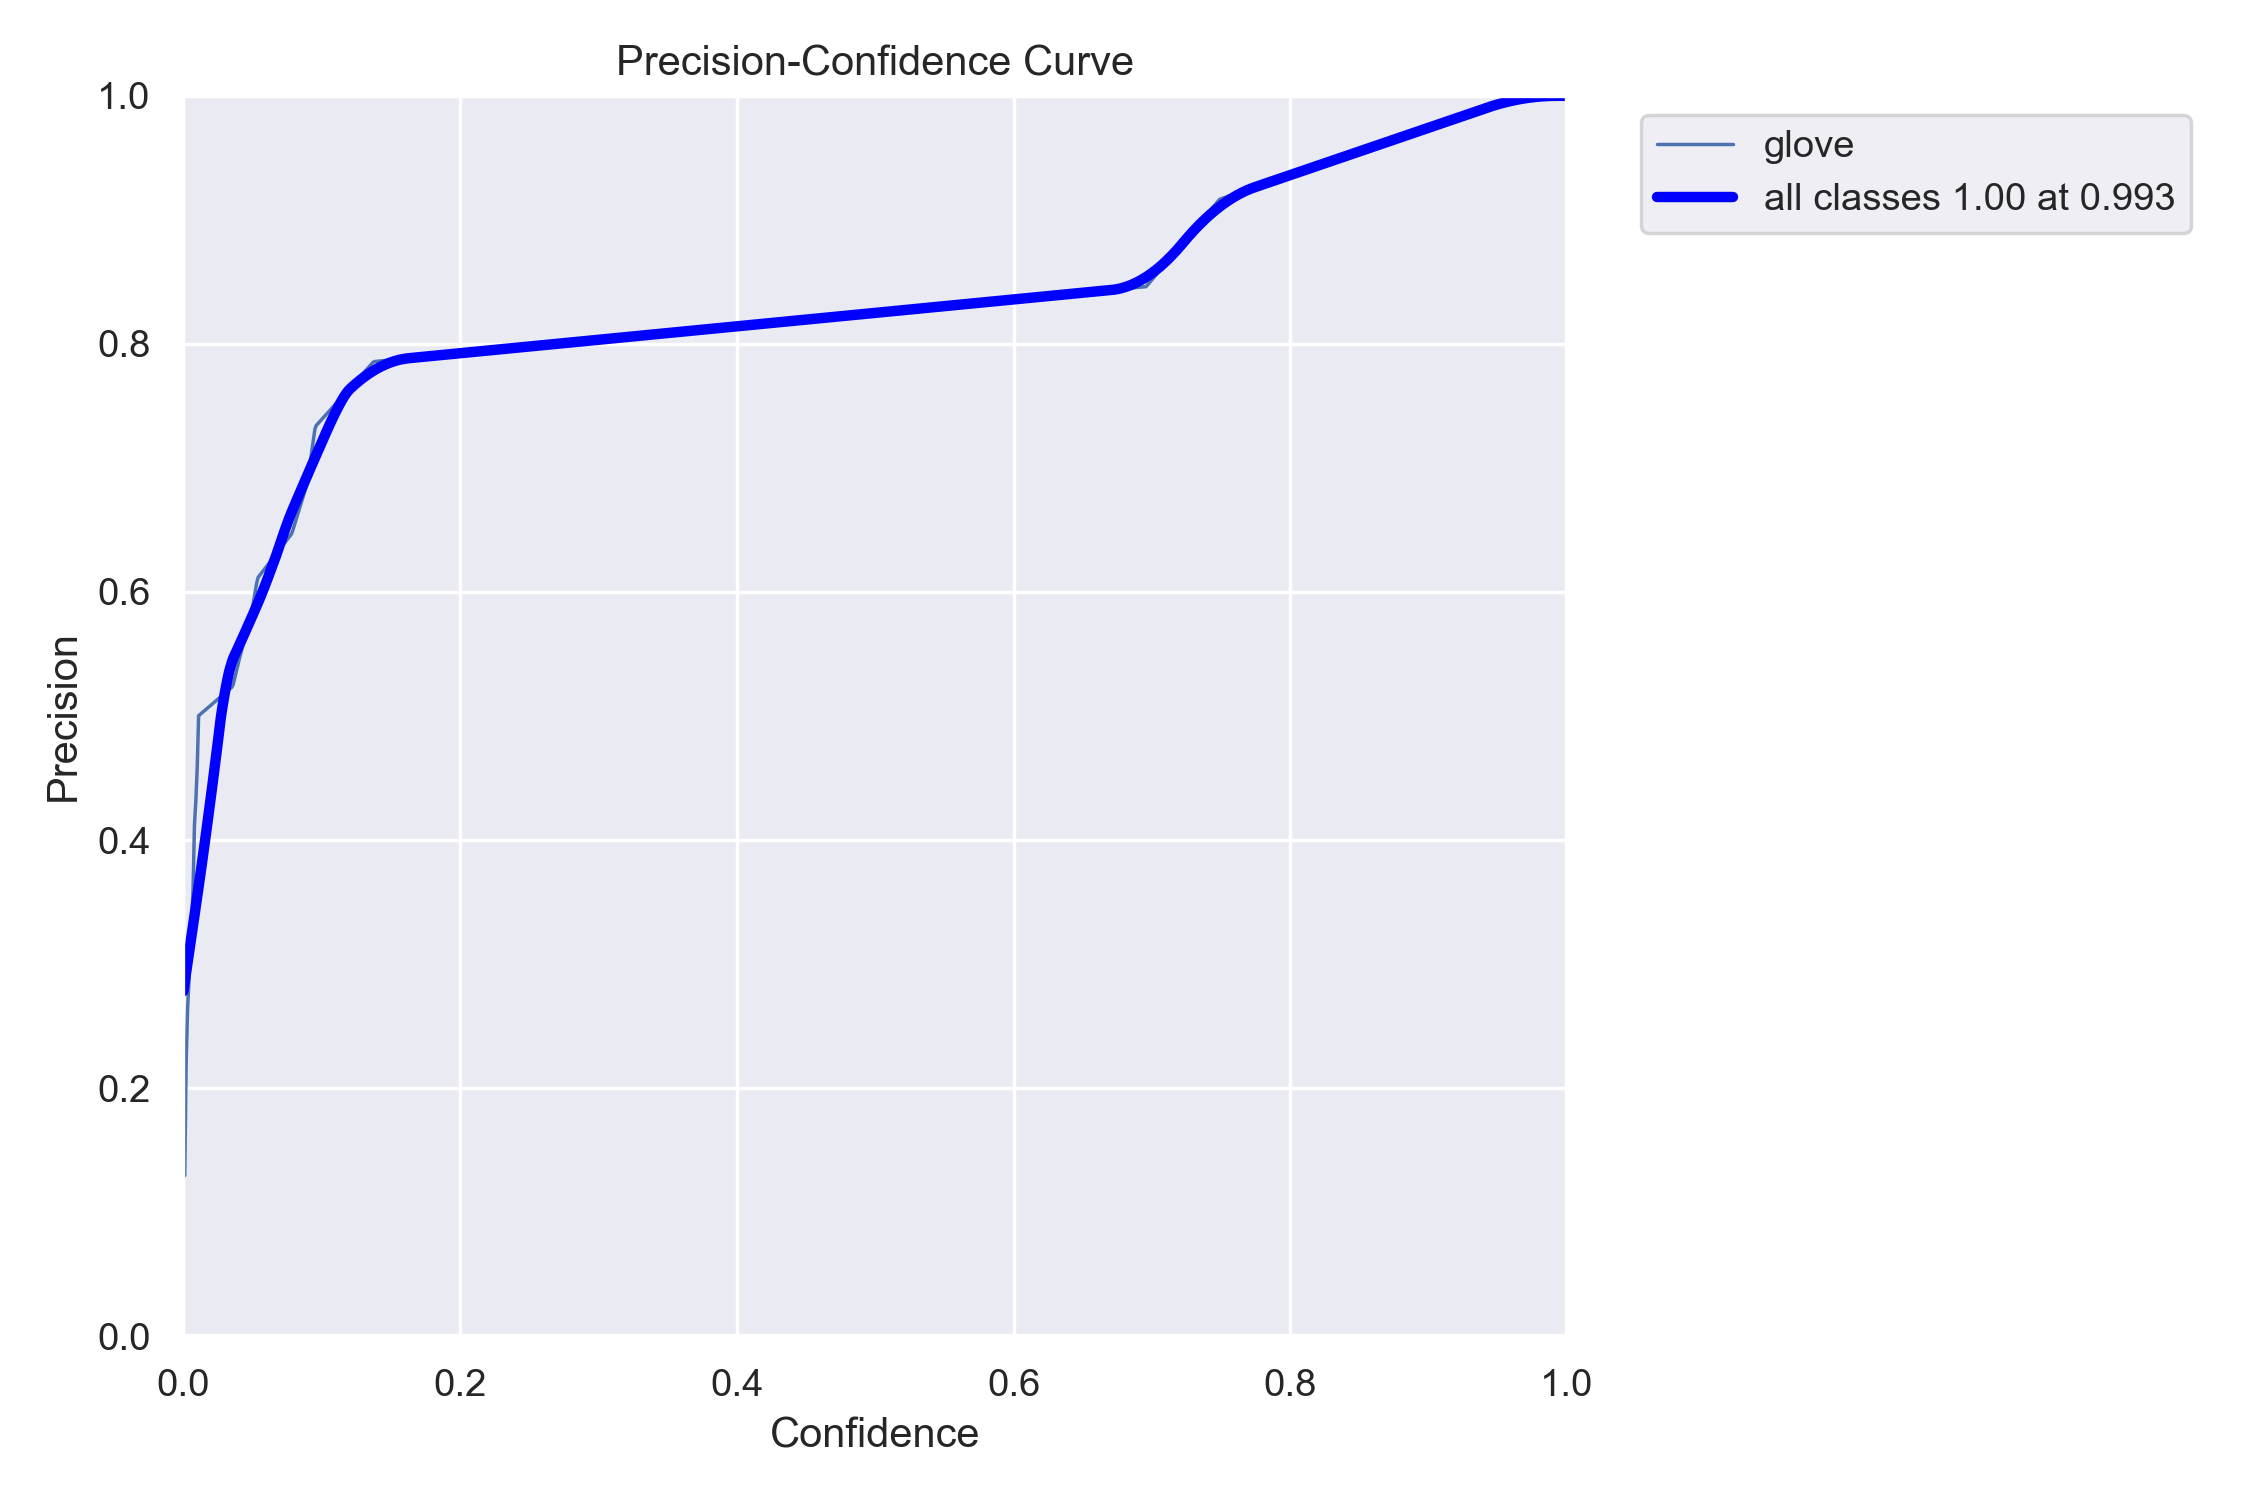 Precision-Confidence Curve
1.0
0.8
0.6
0.4
0.2
0.0
Precision
0.0 0.2 0.4 0.6 0.8 1.0
Confidence
glove
all classes 1.00 at 0.993